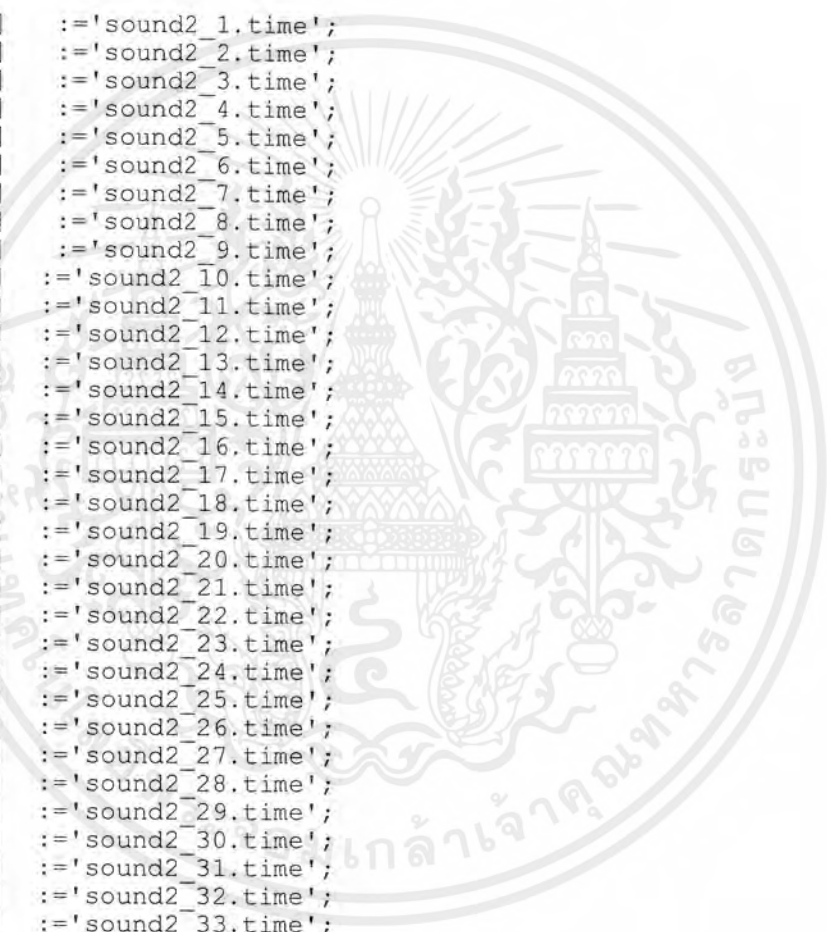 :='sound2_1.time';
:='sound2_2.time';
:='sound2_3.time';
:='sound2_4.time';
:='sound2_5.time';
:='sound2_6.time';
:='sound2_7.time';
:='sound2_8.time';
:='sound2_9.time';
:='sound2_10.time';
:='sound2_11.time';
:='sound2_12.time';
:='sound2_13.time';
:='sound2_14.time';
:='sound2_15.time';
:='sound2_16.time';
:='sound2_17.time';
:='sound2_18.time';
:='sound2_19.time';
:='sound2_20.time';
:='sound2_21.time';
:='sound2_22.time';
:='sound2_23.time';
:='sound2_24.time';
:='sound2_25.time';
:='sound2_26.time';
:='sound2_27.time';
:='sound2_28.time';
:='sound2_29.time';
:='sound2_30.time';
:='sound2_31.time';
:='sound2_32.time';
:='sound2_33.time';